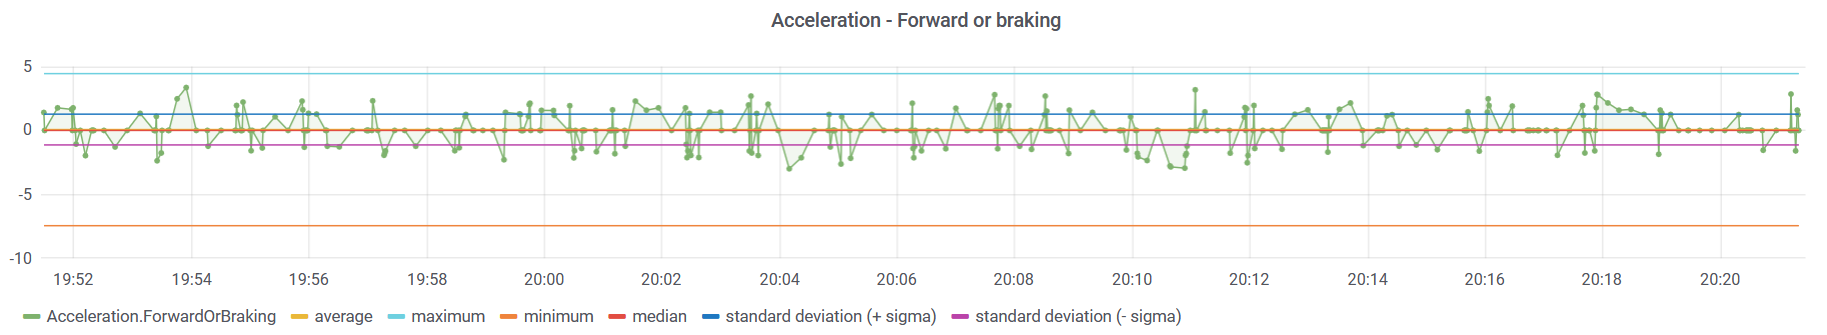 Acceleration - Forward or braking
5
0
-5
-10
19:52 19:54 19:56 19:58 20:00 20:02 20:04 20:06 20:08 20:10 20:12 20:14 20:16 20:18 20:20
Acceleration.ForwardOrBraking average maximum minimum median standard deviation (+ sigma) standard deviation (- sigma)